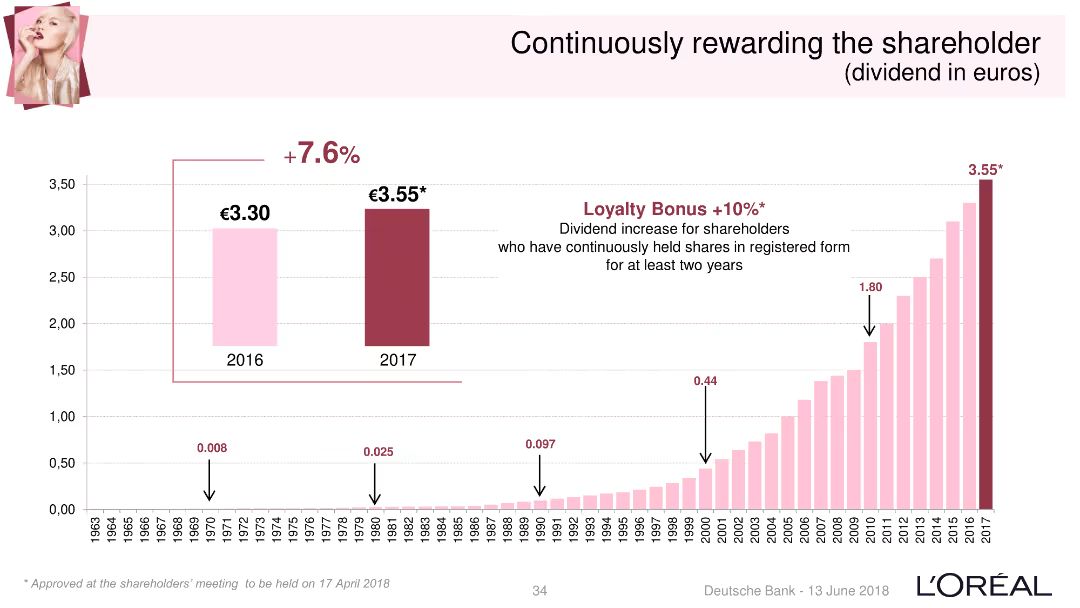 Continuously rewarding the shareholder
(dividend in euros)
+7.6%
€3.30
€3.55*
2016
2017
Loyalty Bonus +10%*
Dividend increase for shareholders
who have continuously held shares in registered form
for at least two years
3.55*
1.80
0.44
0.097
0.025
0.008
3,50
3,00
2,50
2,00
1,50
1,00
0,50
0,00
1963 1964 1965 1966 1967 1968 1969 1970 1971 1972 1973 1974 1975 1976 1977 1978 1979 1980 1981 1982 1983 1984 1985 1986 1987 1988 1989 1990 1991 1992 1993 1994 1995 1996 1997 1998 1999 2000 2001 2002 2003 2004 2005 2006 2007 2008 2009 2010 2011 2012 2013 2014 2015 2016 2017
* Approved at the shareholders' meeting to be held on 17 April 2018
34
Deutsche Bank - 13 June 2018
L'ORÉAL